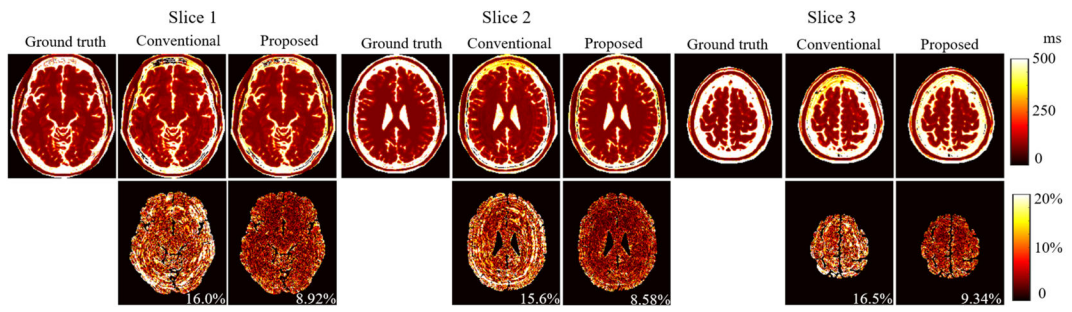 Slice 1 Slice 2 Slice 3
Ground truth Conventional Proposed Ground truth Conventional Proposed Ground truth Conventional Proposed
ms
500
250
0
20%
10%
0
16.0% 8.92% 15.6% 8.58% 16.5% 9.34%